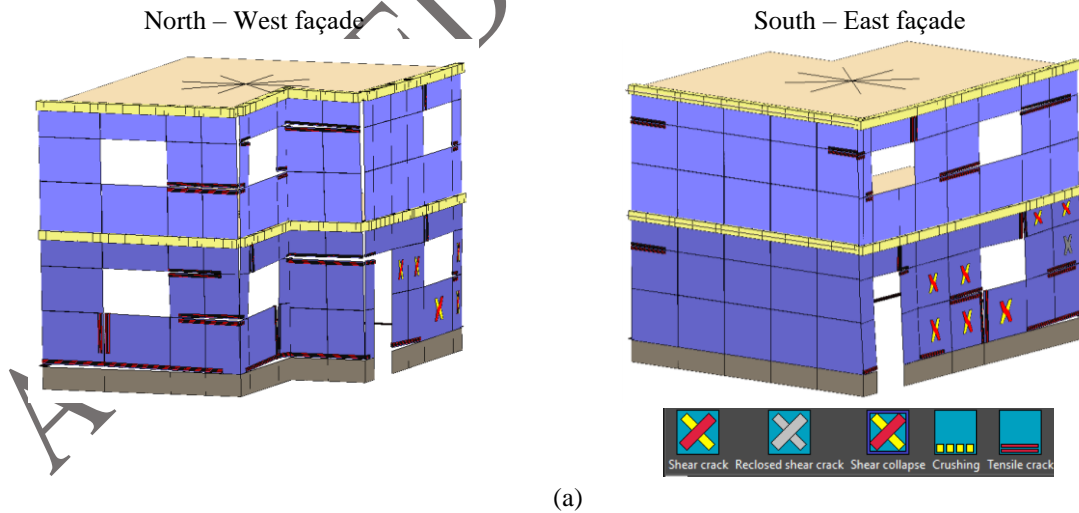 North – West façade
South – East façade
Shear crack
Reclosed shear crack
Shear collapse
Crushing
Tensile crack
(a)